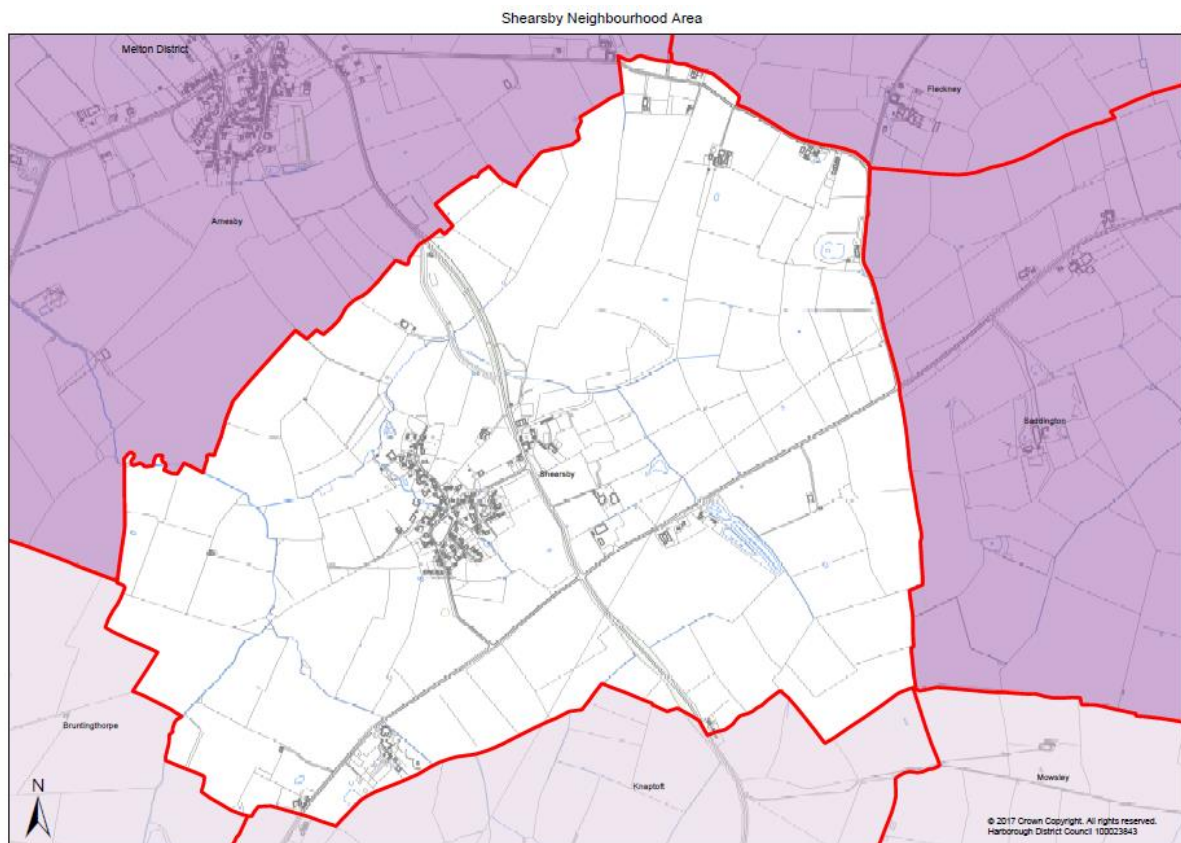 Shearsby Neighbourhood Area
Melton District
Fleckney
Arnesby
Saddington
Shearsby
Bruntingthorpe
Knaptoft
Mowsley
N
© 2017 Crown Copyright. All rights reserved.
Harborough District Council 100023843